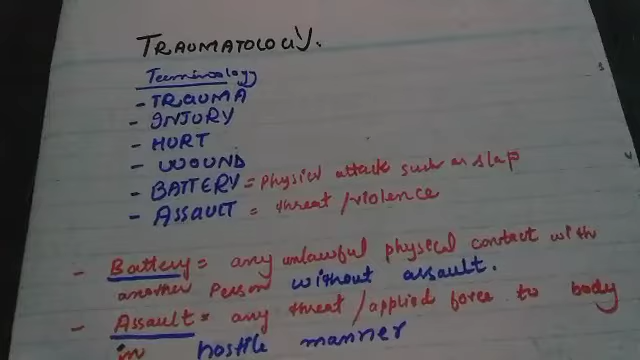 TRAUMATOLOGY.
Terminology
- TRAUMA
- INJURY
- HURT
- WOUND
- BATTERY = Physical attack such as slap
- ASSAULT = threat/violence
- Battery = any unlawful physical contact with
another Person without assault.
- Assault = any threat/applied force to body
in hostile manner